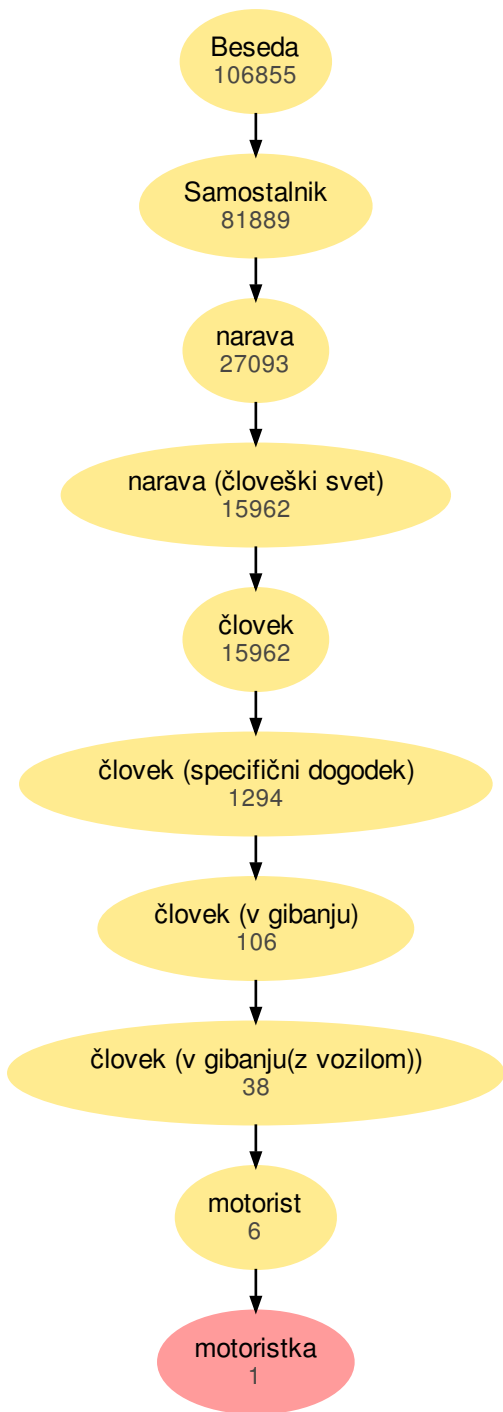 Beseda
106855
Samostalnik
81889
narava
27093
narava (človeški svet)
15962
človek
15962
človek (specifični dogodek)
1294
človek (v gibanju)
106
človek (v gibanju(z vozilom))
38
motorist
6
motoristka
1